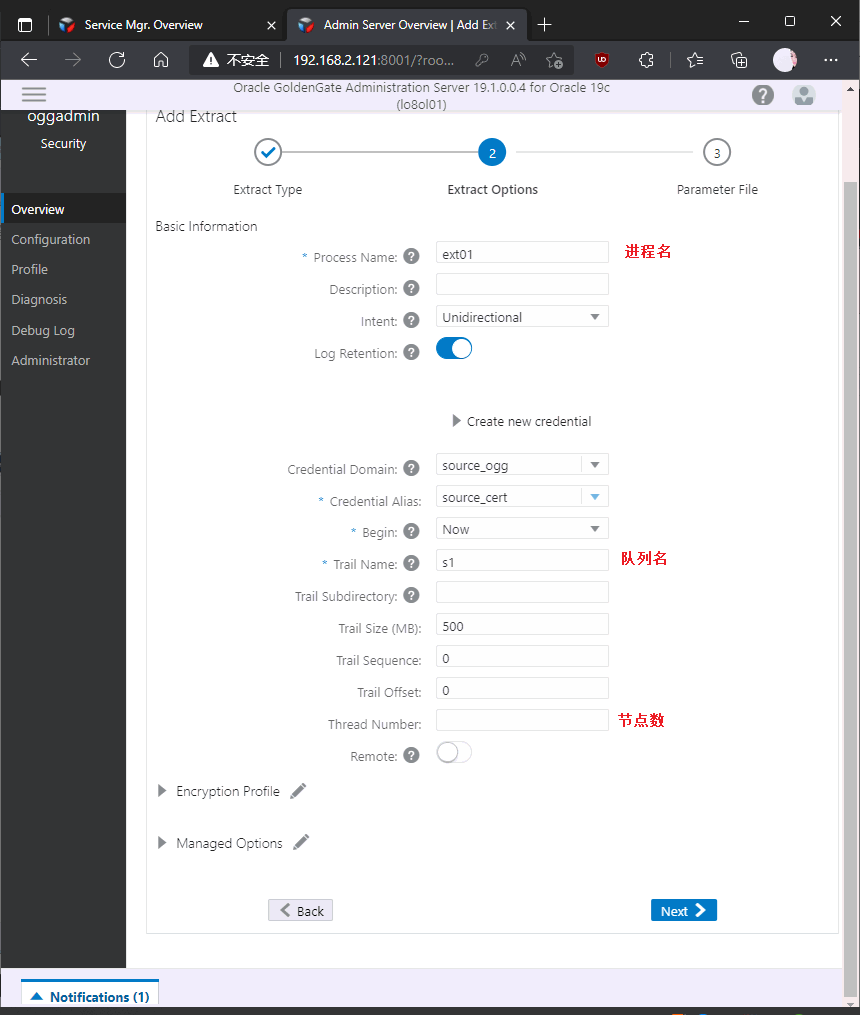 Service Mgr. Overview
Admin Server Overview | Add Ext
不安全
192.168.2.121:8001/?roo...
Oracle GoldenGate Administration Server 19.1.0.0.4 for Oracle 19c
(lo8ol01)
oggadmin
Security
Overview
Configuration
Profile
Diagnosis
Debug Log
Administrator
Add Extract
2
3
Extract Type
Extract Options
Parameter File
Basic Information
* Process Name: ? ext01 进程名
Description: ?
Intent: ? Unidirectional
Log Retention: ?
Create new credential
Credential Domain: ? source_ogg
* Credential Alias: source_cert
* Begin: ? Now
* Trail Name: ? s1 队列名
Trail Subdirectory: ?
Trail Size (MB): 500
Trail Sequence: 0
Trail Offset: 0
Thread Number: 节点数
Remote: ?
Encryption Profile
Managed Options
Back
Next
Notifications (1)